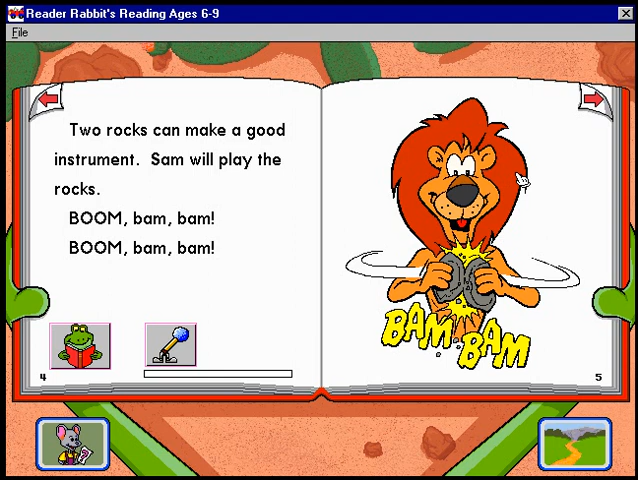 Reader Rabbit's Reading Ages 6-9
File
Two rocks can make a good
instrument. Sam will play the
rocks.
BOOM, bam, bam!
BOOM, bam, bam!
BAM BAM
4
5